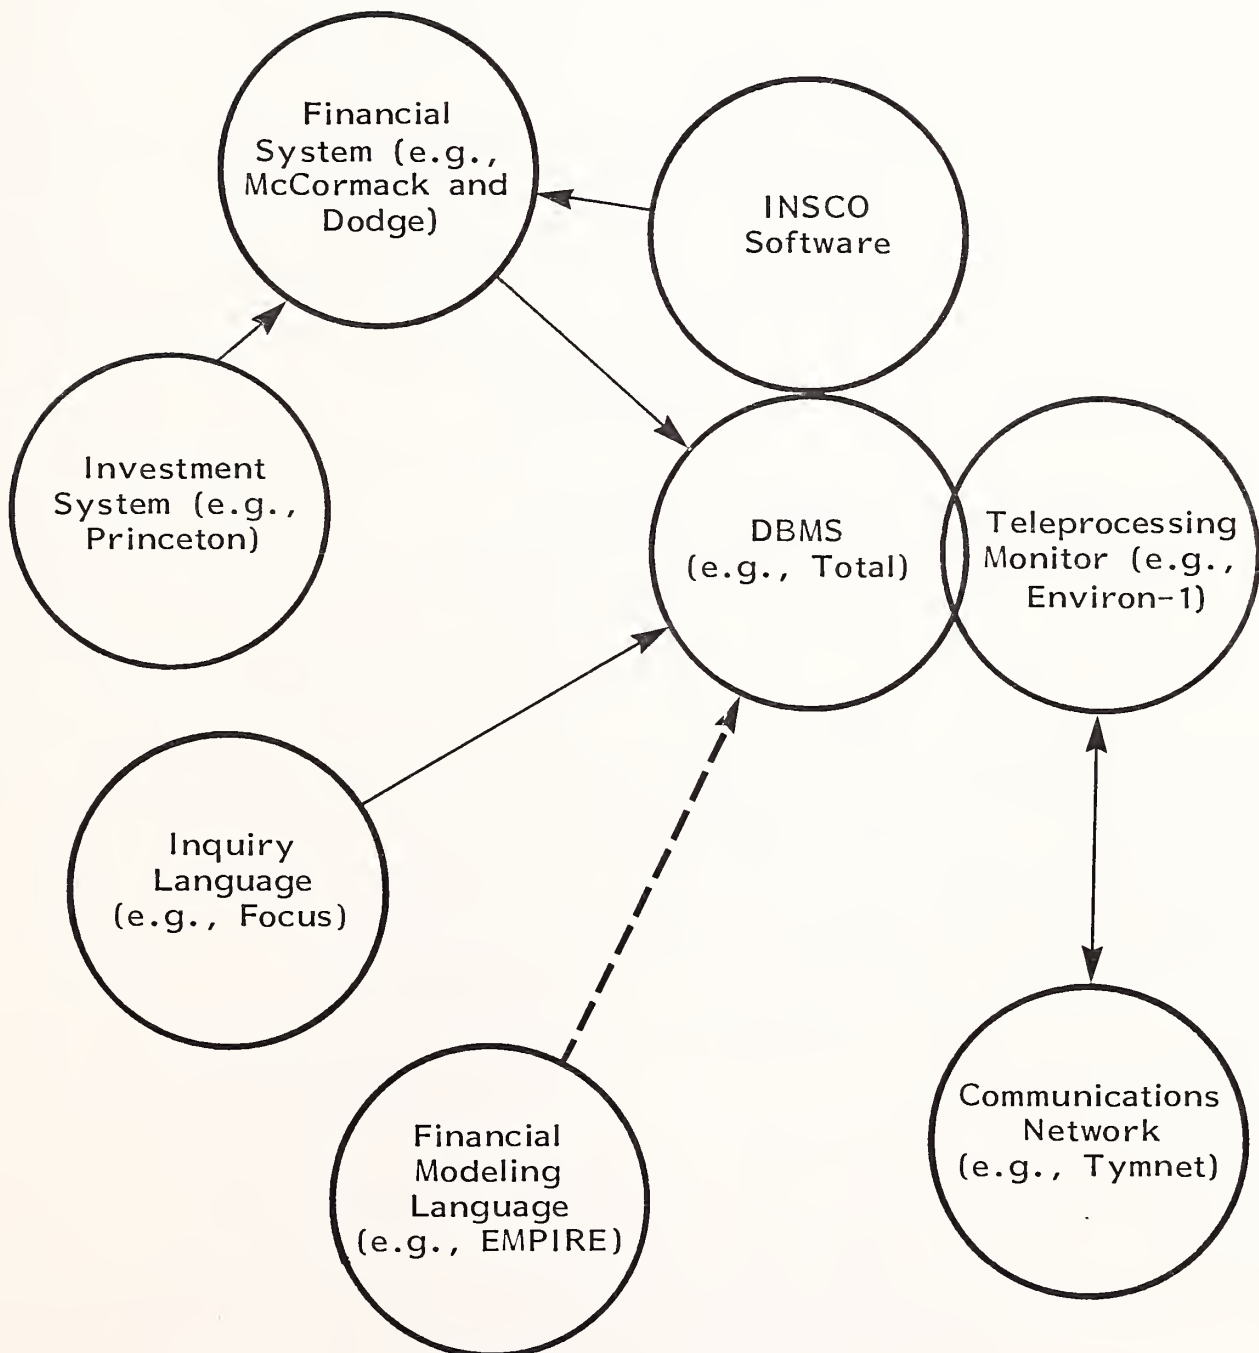 Financial
System (e.g.,
McCormack and
Dodge)
INSCO
Software
Investment
System (e.g.,
Princeton)
DBMS
(e.g., Total)
Teleprocessing
Monitor (e.g.,
Environ-1)
Inquiry
Language
(e.g., Focus)
Financial
Modeling
Language
(e.g., EMPIRE)
Communications
Network
(e.g., Tymnet)